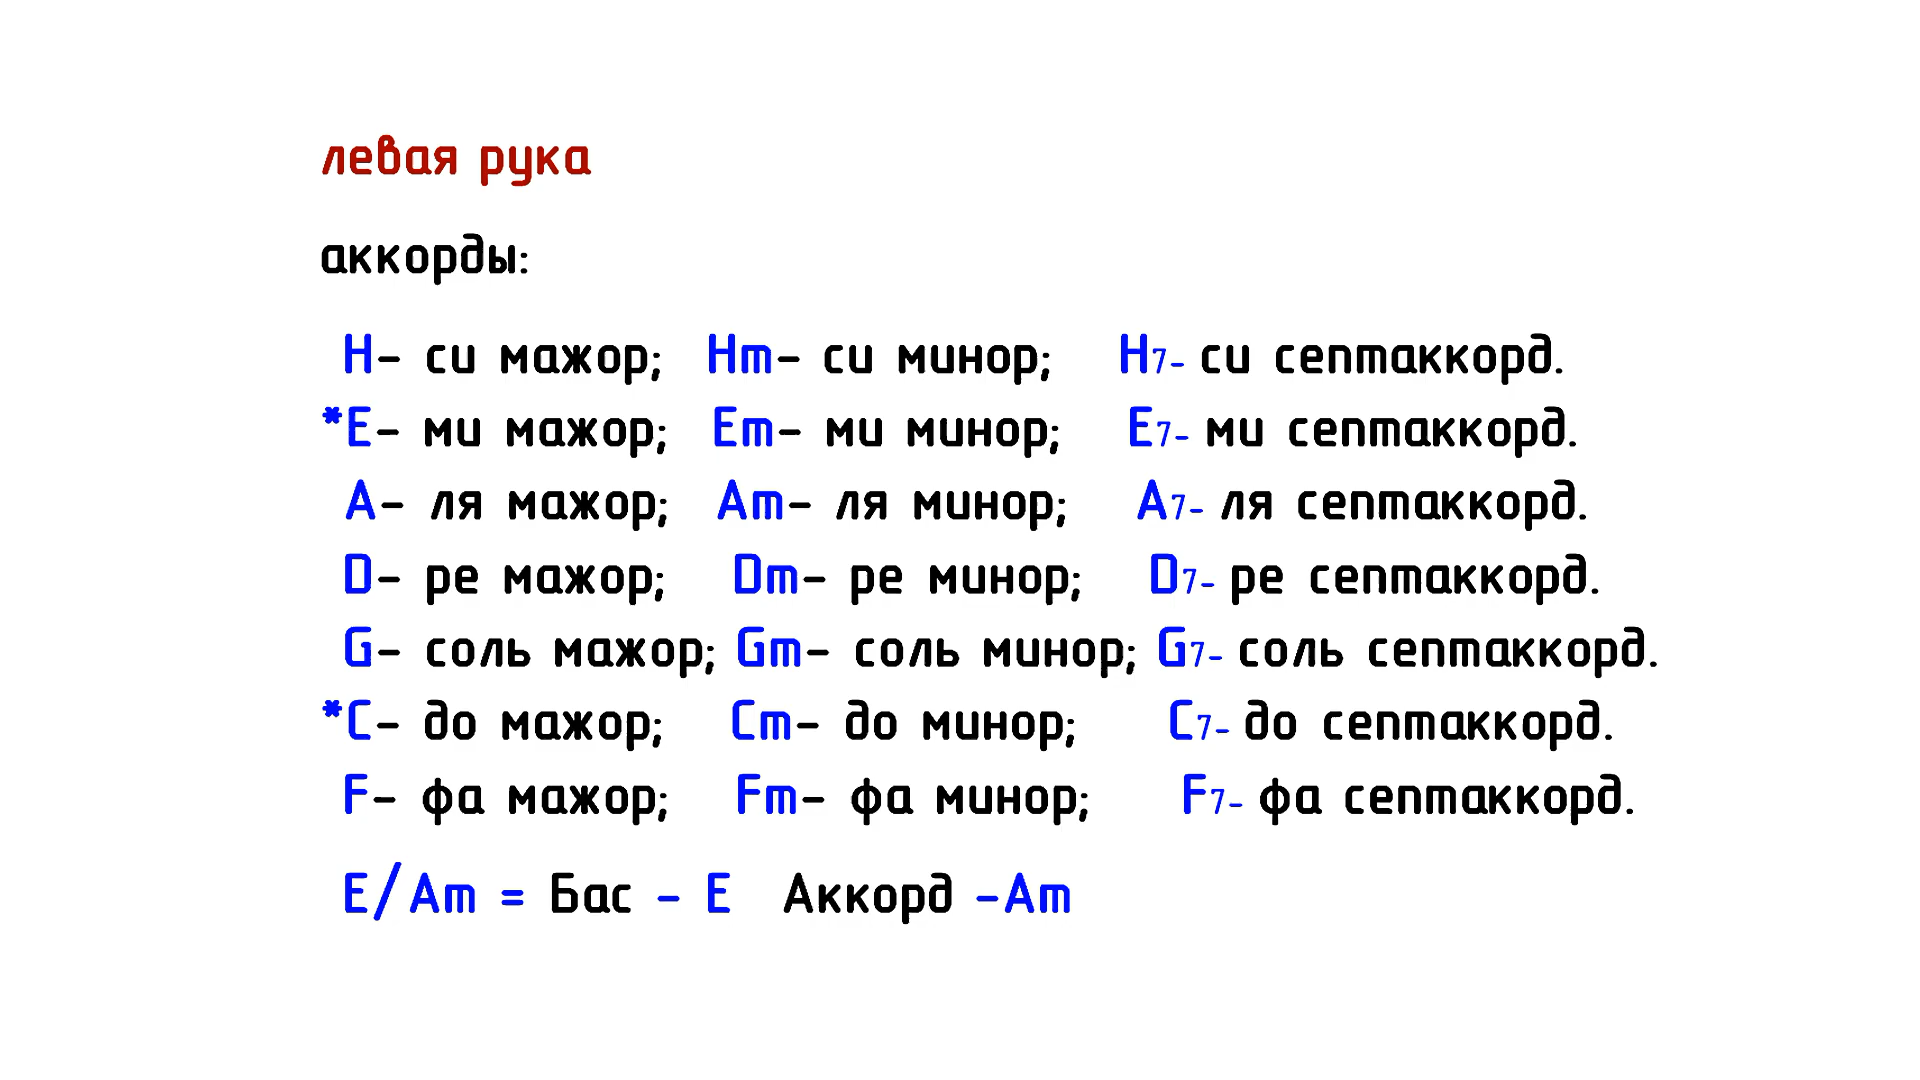 левая рука
аккорды:
H- си мажор; Hm- си минор; H7- си септаккорд.
*E- ми мажор; Em- ми минор; E7- ми септаккорд.
A- ля мажор; Am- ля минор; A7- ля септаккорд.
D- ре мажор; Dm- ре минор; D7- ре септаккорд.
G- соль мажор; Gm- соль минор; G7- соль септаккорд.
*C- до мажор; Cm- до минор; C7- до септаккорд.
F- фа мажор; Fm- фа минор; F7- фа септаккорд.
E/Am = Бас - E Аккорд -Am